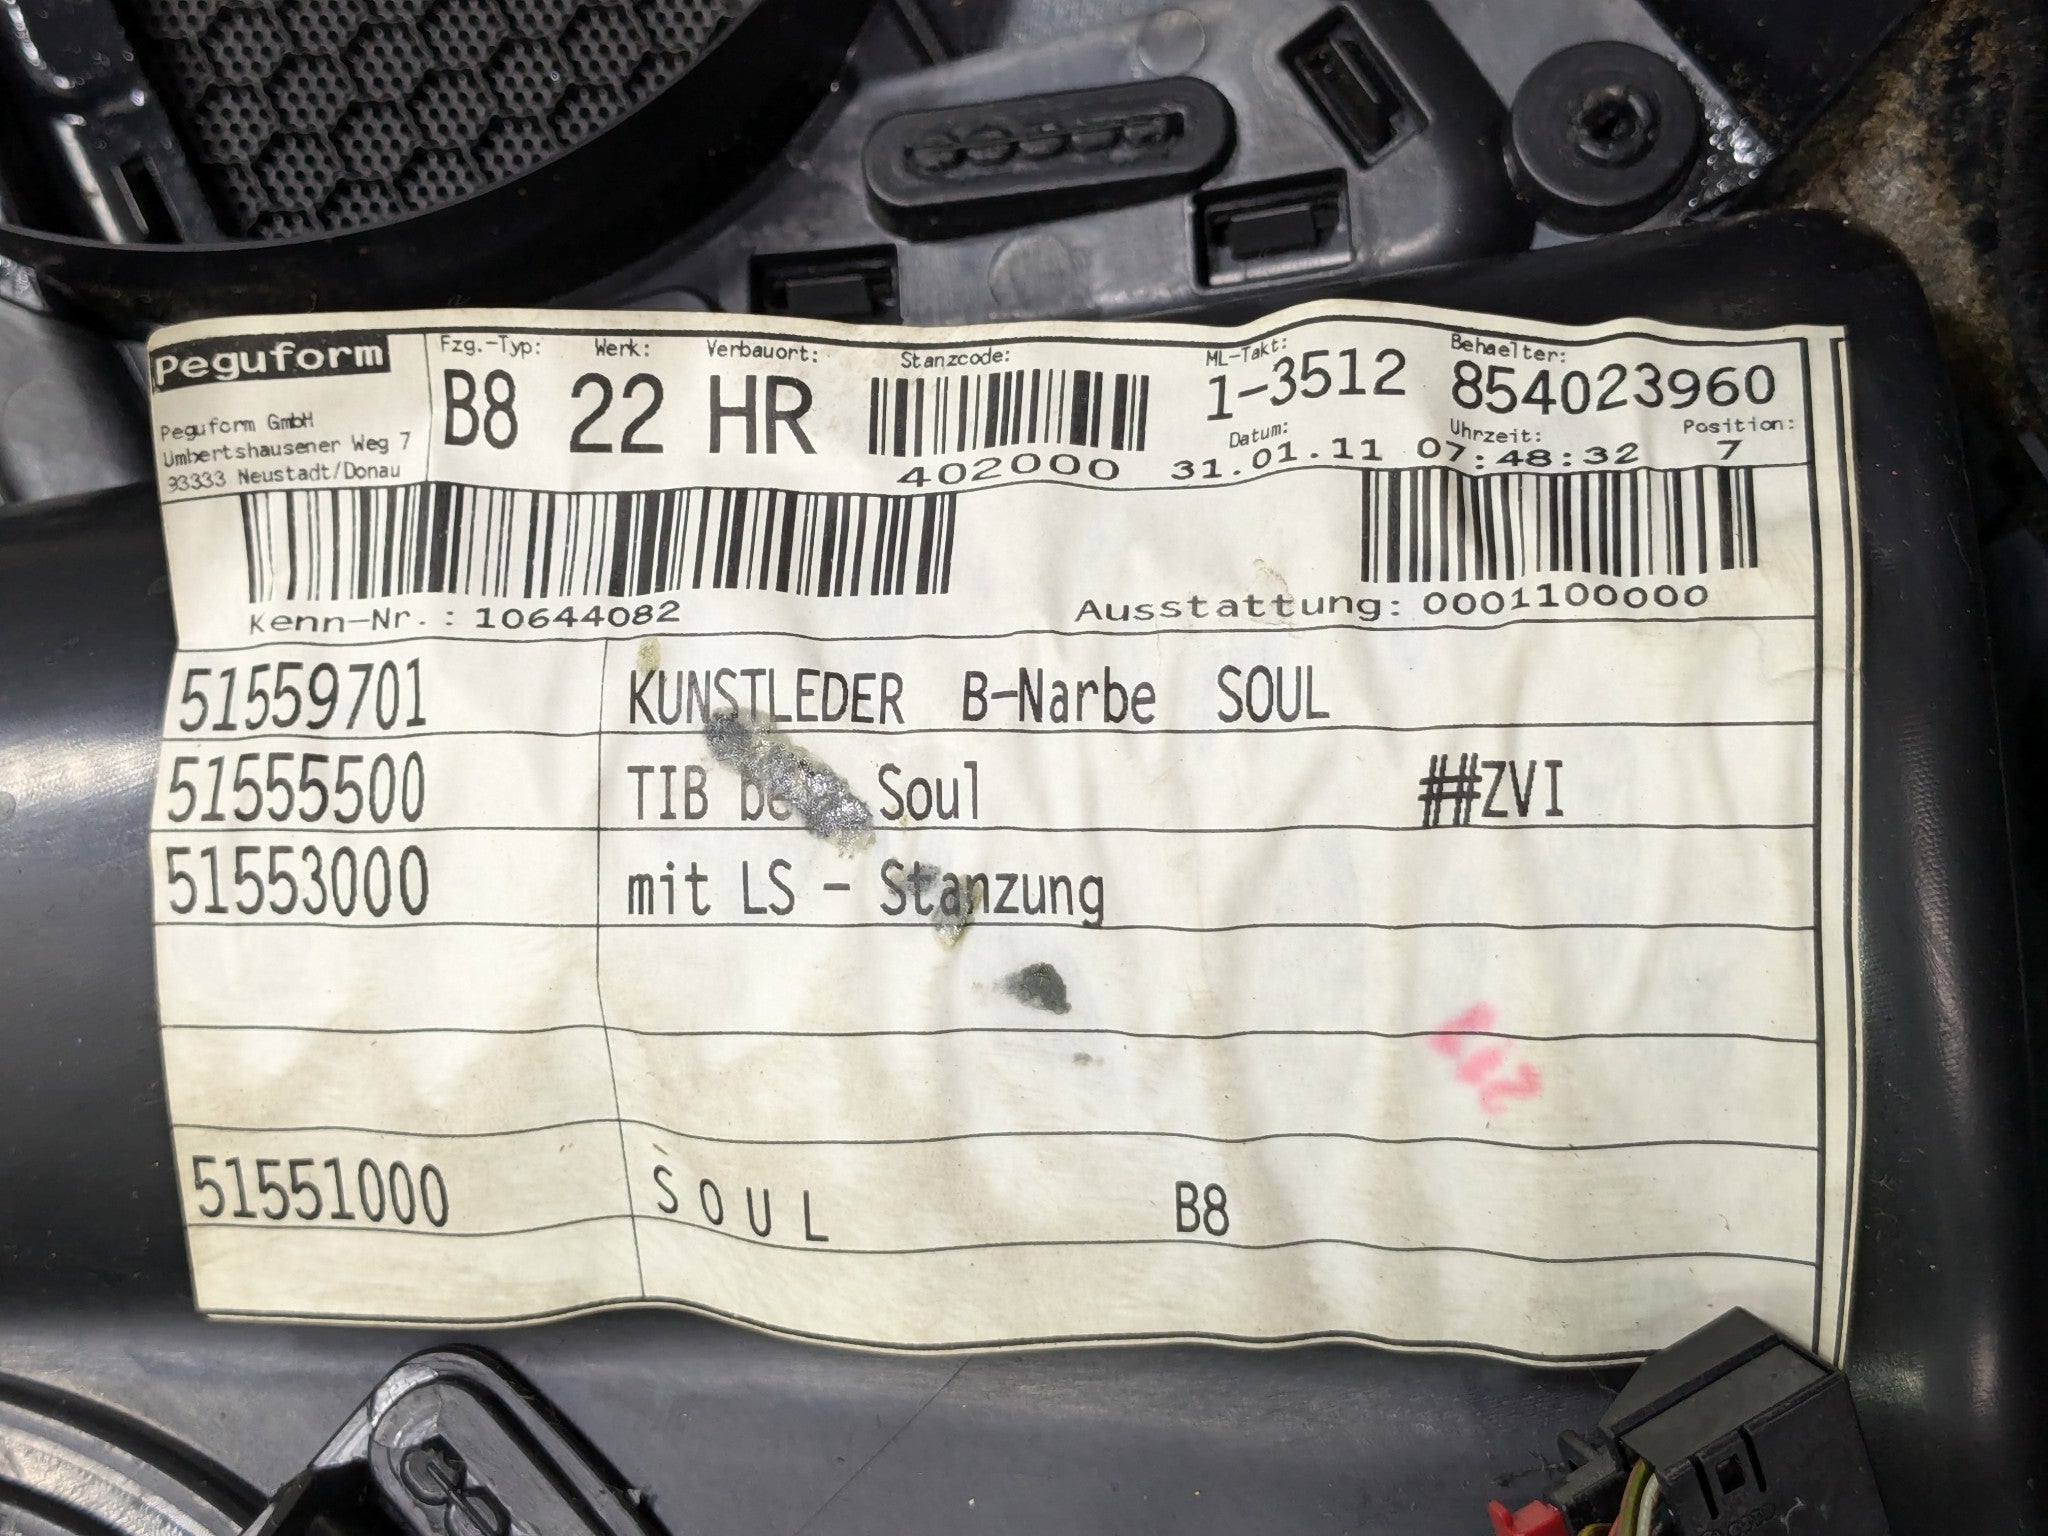 Peguform
Peguform GmbH
Umbertshausener Weg 7
93333 Neustadt/Donau
Fzg.-Typ: Werk: Verbauort: Stanzcode: ML-Takt: Behaelter:
B8 22 HR 1-3512 854023960
Datum: Uhrzeit: Position:
402000 31.01.11 07:48:32 7
Kenn-Nr.: 10644082 Ausstattung: 0001100000
51559701 KUNSTLEDER B-Narbe SOUL
51555500 TIB Soul ##ZVI
51553000 mit LS - Stanzung
51551000 SOUL B8